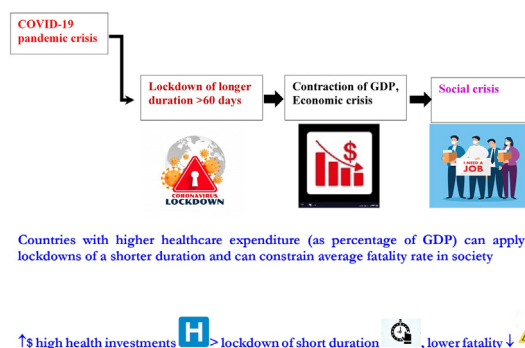 COVID-19
pandemic crisis
Lockdown of longer
duration >60 days
Contraction of GDP,
Economic crisis
Social crisis
$
CORONAVIRUS
LOCKDOWN
I NEED A
JOB
Countries with higher healthcare expenditure (as percentage of GDP) can apply
lockdowns of a shorter duration and can constrain average fatality rate in society
↑$ high health investments H > lockdown of short duration , lower fatality ↓